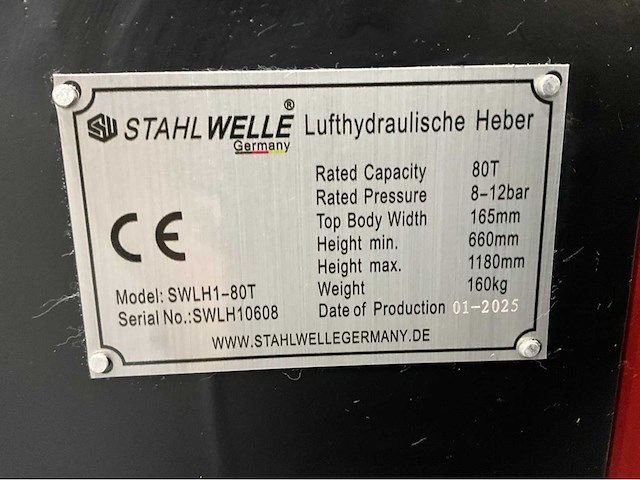 SW STAHLWELLE® Lufthydraulische Heber
Germany
Rated Capacity 80T
Rated Pressure 8-12bar
Top Body Width 165mm
Height min. 660mm
Height max. 1180mm
Weight 160kg
Date of Production 01-2025
CE
Model: SWLH1-80T
Serial No.:SWLH10608
WWW.STAHLWELLEGERMANY.DE